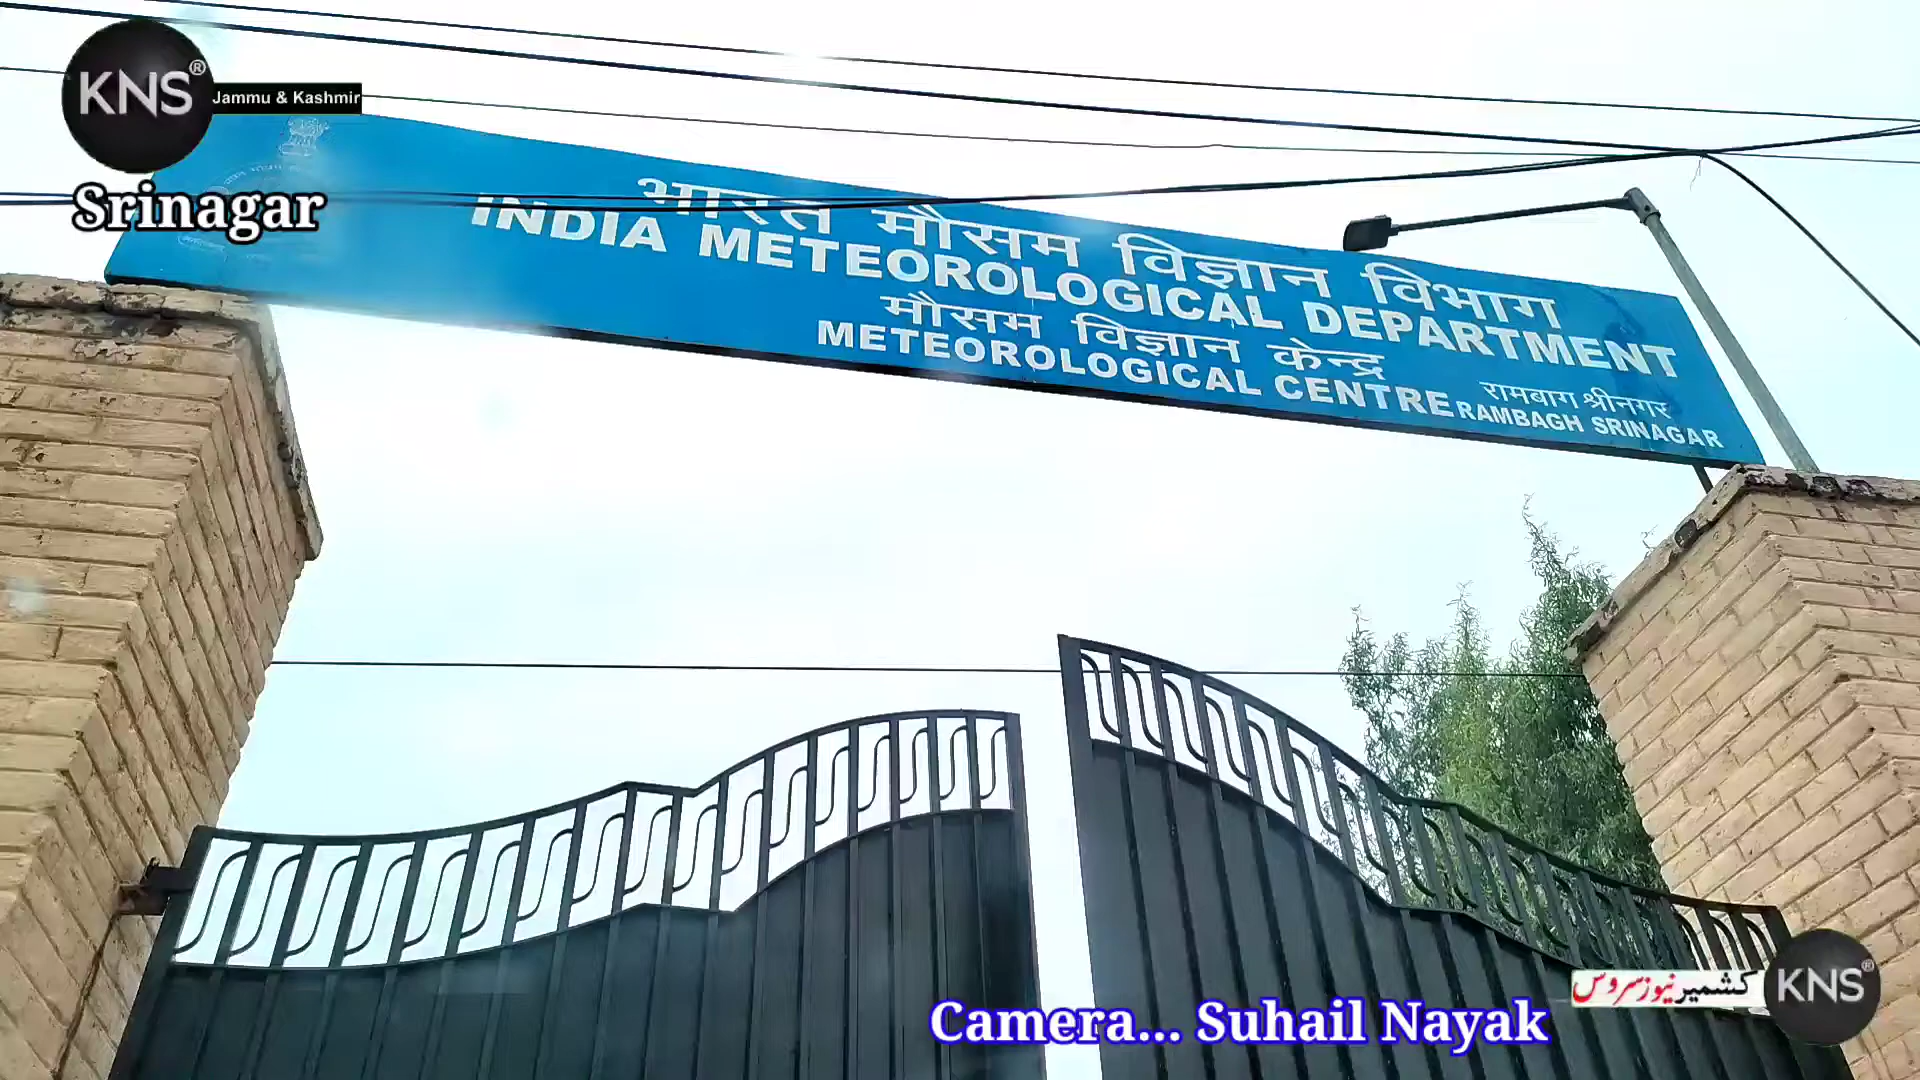 KNS®
Jammu & Kashmir
Srinagar
भारत मौसम विज्ञान विभाग
INDIA METEOROLOGICAL DEPARTMENT
मौसम विज्ञान केन्द्र
METEOROLOGICAL CENTRE
रामबाग श्रीनगर
RAMBAGH SRINAGAR
کشمیر نیوز سروس
KNS®
Camera... Suhail Nayak